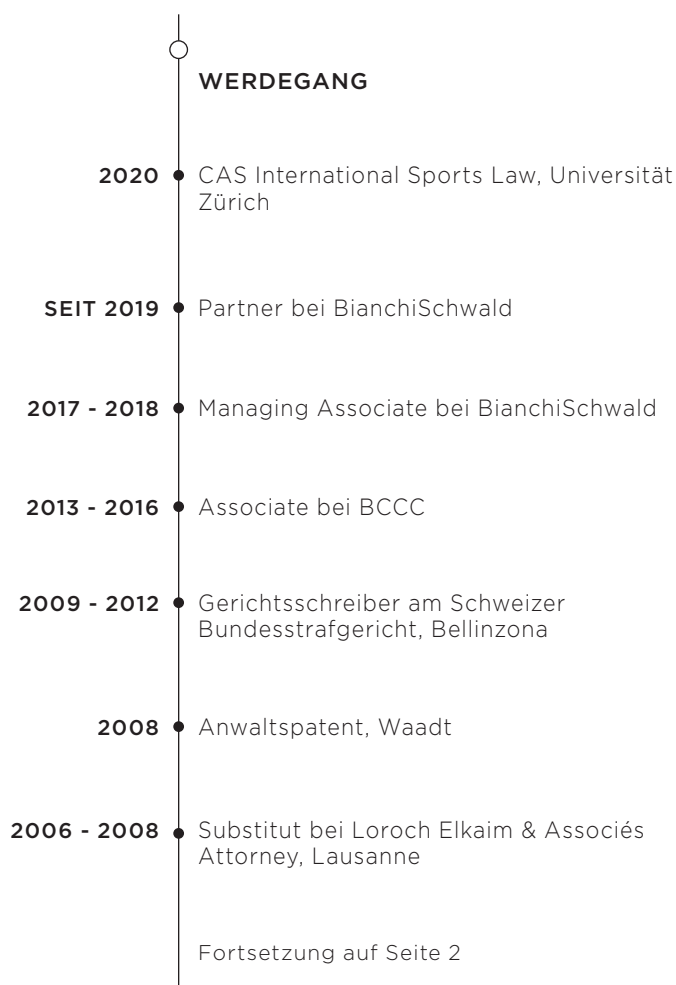 WERDEGANG
2020 CAS International Sports Law, Universität
Zürich
SEIT 2019 Partner bei BianchiSchwald
2017 - 2018 Managing Associate bei BianchiSchwald
2013 - 2016 Associate bei BCCC
2009 - 2012 Gerichtsschreiber am Schweizer
Bundesstrafgericht, Bellinzona
2008 Anwaltspatent, Waadt
2006 - 2008 Substitut bei Loroch Elkaim & Associés
Attorney, Lausanne
Fortsetzung auf Seite 2